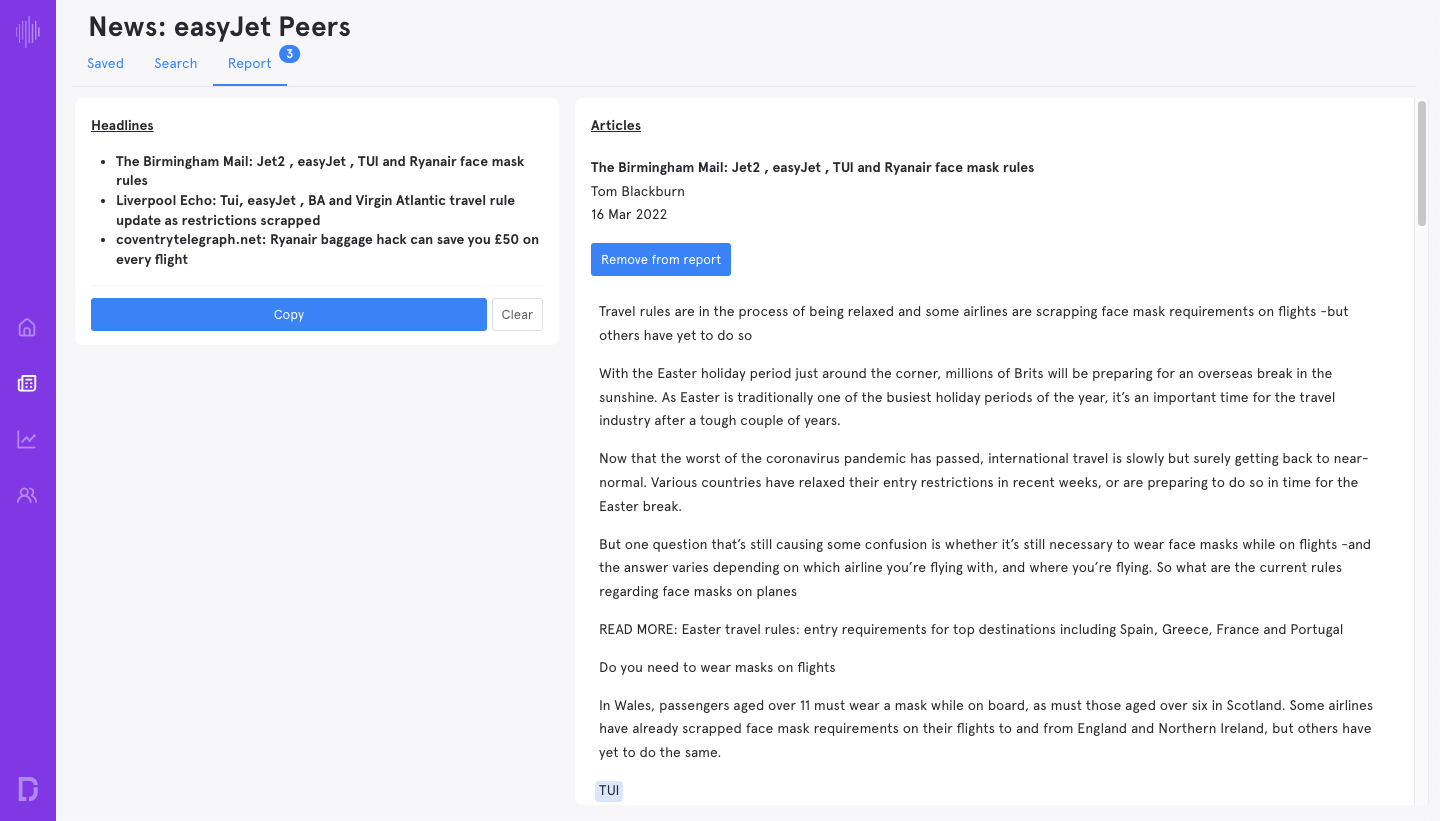 News: easyJet Peers
Saved
Search
Report
3
Headlines
• The Birmingham Mail: Jet2 , easyJet , TUI and Ryanair face mask
rules
• Liverpool Echo: Tui, easyJet , BA and Virgin Atlantic travel rule
update as restrictions scrapped
• coventrytelegraph.net: Ryanair baggage hack can save you £50 on
every flight
Copy
Clear
Articles
The Birmingham Mail: Jet2 , easyJet , TUI and Ryanair face mask rules
Tom Blackburn
16 Mar 2022
Remove from report
Travel rules are in the process of being relaxed and some airlines are scrapping face mask requirements on flights -but
others have yet to do so
With the Easter holiday period just around the corner, millions of Brits will be preparing for an overseas break in the
sunshine. As Easter is traditionally one of the busiest holiday periods of the year, it’s an important time for the travel
industry after a tough couple of years.
Now that the worst of the coronavirus pandemic has passed, international travel is slowly but surely getting back to near-
normal. Various countries have relaxed their entry restrictions in recent weeks, or are preparing to do so in time for the
Easter break.
But one question that’s still causing some confusion is whether it’s still necessary to wear face masks while on flights -and
the answer varies depending on which airline you’re flying with, and where you’re flying. So what are the current rules
regarding face masks on planes
READ MORE: Easter travel rules: entry requirements for top destinations including Spain, Greece, France and Portugal
Do you need to wear masks on flights
In Wales, passengers aged over 11 must wear a mask while on board, as must those aged over six in Scotland. Some airlines
have already scrapped face mask requirements on their flights to and from England and Northern Ireland, but others have
yet to do the same.
TUI